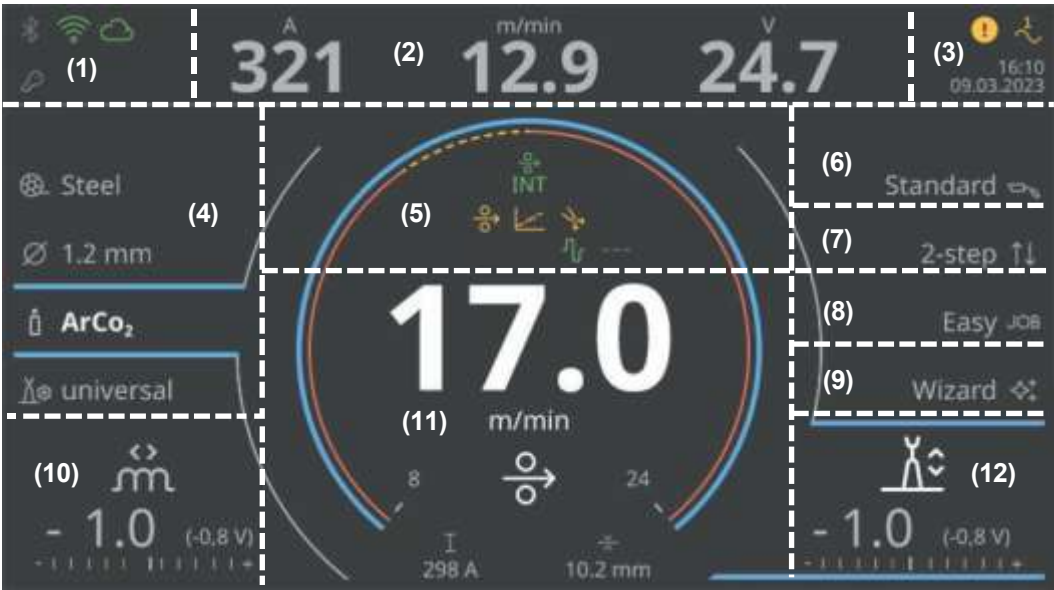 (1)
A m/min V
321 (2) 12.9 24.7
(3)
16:10
09.03.2023
Steel
(4)
1.2 mm
ArCo₂
universal
(5)
INT
---
(6)
Standard
(7)
2-step
(8)
Easy JOB
(9)
Wizard
(10)
- 1.0 (-0,8 V)
- +
17.0
(11) m/min
8 24
298 A 10.2 mm
(12)
- 1.0 (-0,8 V)
- +